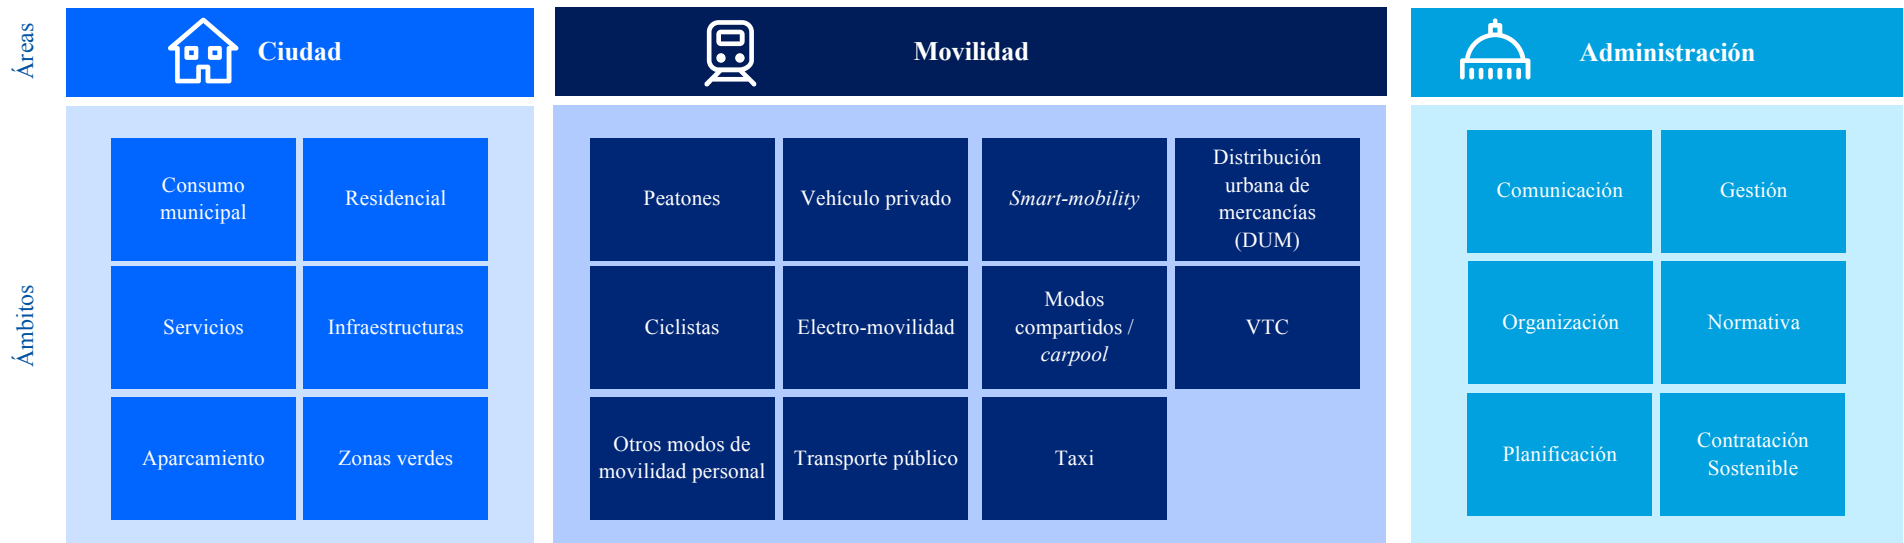 Áreas
Ciudad
Movilidad
Administración
Ámbitos
Consumo
municipal
Residencial
Servicios
Infraestructuras
Aparcamiento
Zonas verdes
Peatones
Vehículo privado
Smart-mobility
Distribución
urbana de
mercancías
(DUM)
Ciclistas
Electro-movilidad
Modos
compartidos /
carpool
VTC
Otros modos de
movilidad personal
Transporte público
Taxi
Comunicación
Gestión
Organización
Normativa
Planificación
Contratación
Sostenible